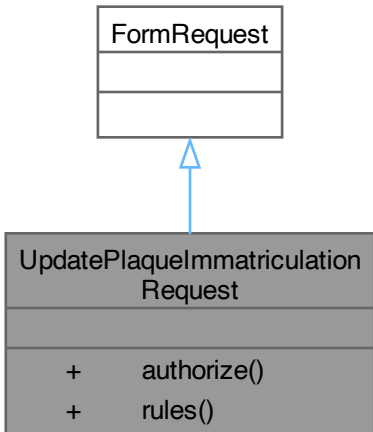 FormRequest
UpdatePlaqueImmatriculation
Request
+ authorize()
+ rules()